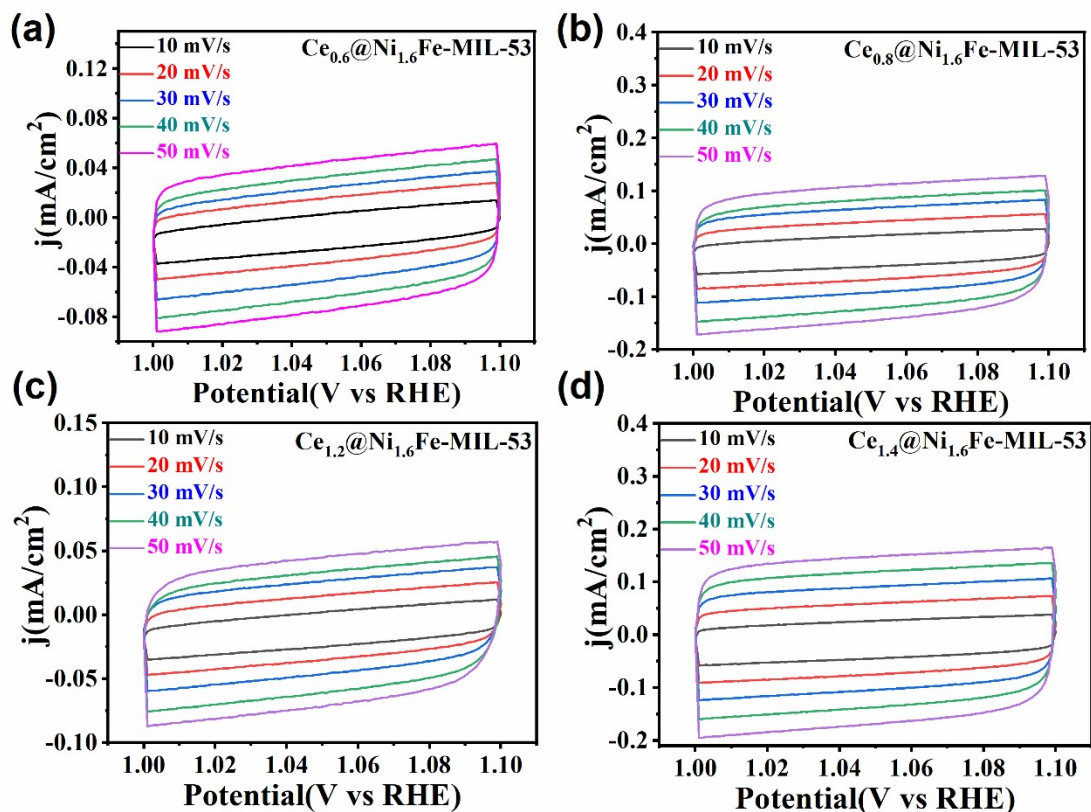 (a)
10 mV/s
20 mV/s
30 mV/s
40 mV/s
50 mV/s
Ce0.6@Ni1.6Fe-MIL-53
j(mA/cm2)
0.12
0.08
0.04
0.00
-0.04
-0.08
1.00 1.02 1.04 1.06 1.08 1.10
Potential(V vs RHE)
(b)
10 mV/s
20 mV/s
30 mV/s
40 mV/s
50 mV/s
Ce0.8@Ni1.6Fe-MIL-53
j(mA/cm2)
0.4
0.3
0.2
0.1
0.0
-0.1
-0.2
1.00 1.02 1.04 1.06 1.08 1.10
Potential(V vs RHE)
(c)
10 mV/s
20 mV/s
30 mV/s
40 mV/s
50 mV/s
Ce1.2@Ni1.6Fe-MIL-53
j(mA/cm2)
0.15
0.10
0.05
0.00
-0.05
-0.10
1.00 1.02 1.04 1.06 1.08 1.10
Potential(V vs RHE)
(d)
10 mV/s
20 mV/s
30 mV/s
40 mV/s
50 mV/s
Ce1.4@Ni1.6Fe-MIL-53
j(mA/cm2)
0.4
0.3
0.2
0.1
0.0
-0.1
-0.2
1.00 1.02 1.04 1.06 1.08 1.10
Potential(V vs RHE)